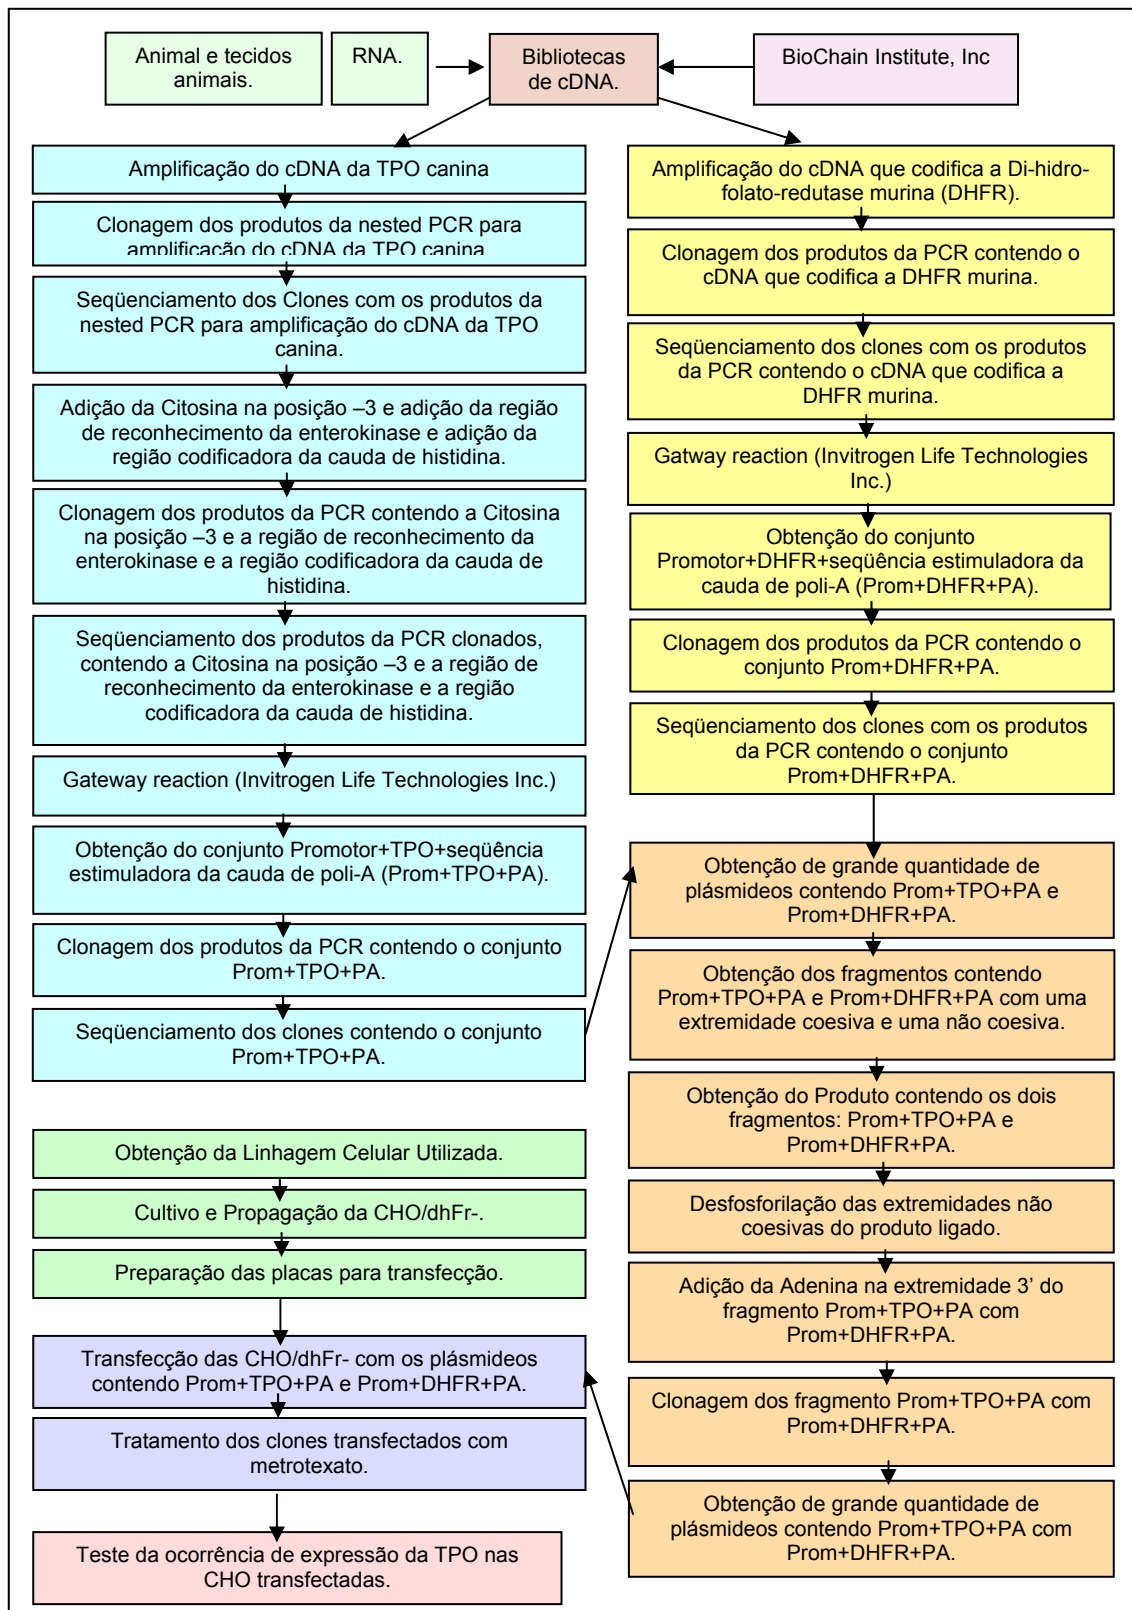 Animal e tecidos
animais.
RNA.
Bibliotecas
de cDNA.
BioChain Institute, Inc
Amplificação do cDNA da TPO canina
Clonagem dos produtos da nested PCR para
amplificação do cDNA da TPO canina
Seqüenciamento dos Clones com os produtos da
nested PCR para amplificação do cDNA da TPO
canina.
Adição da Citosina na posição –3 e adição da região
de reconhecimento da enterokinase e adição da
região codificadora da cauda de histidina.
Clonagem dos produtos da PCR contendo a Citosina
na posição –3 e a região de reconhecimento da
enterokinase e a região codificadora da cauda de
histidina.
Seqüenciamento dos produtos da PCR clonados,
contendo a Citosina na posição –3 e a região de
reconhecimento da enterokinase e a região
codificadora da cauda de histidina.
Gateway reaction (Invitrogen Life Technologies Inc.)
Obtenção do conjunto Promotor+TPO+seqüência
estimuladora da cauda de poli-A (Prom+TPO+PA).
Clonagem dos produtos da PCR contendo o conjunto
Prom+TPO+PA.
Seqüenciamento dos clones contendo o conjunto
Prom+TPO+PA.
Amplificação do cDNA que codifica a Di-hidro-
folato-redutase murina (DHFR).
Clonagem dos produtos da PCR contendo o
cDNA que codifica a DHFR murina.
Seqüenciamento dos clones com os produtos
da PCR contendo o cDNA que codifica a
DHFR murina.
Gatway reaction (Invitrogen Life Technologies
Inc.)
Obtenção do conjunto
Promotor+DHFR+seqüência estimuladora da
cauda de poli-A (Prom+DHFR+PA).
Clonagem dos produtos da PCR contendo o
conjunto Prom+DHFR+PA.
Seqüenciamento dos clones com os produtos
da PCR contendo o conjunto
Prom+DHFR+PA.
Obtenção de grande quantidade de
plásmideos contendo Prom+TPO+PA e
Prom+DHFR+PA.
Obtenção dos fragmentos contendo
Prom+TPO+PA e Prom+DHFR+PA com uma
extremidade coesiva e uma não coesiva.
Obtenção do Produto contendo os dois
fragmentos: Prom+TPO+PA e
Prom+DHFR+PA.
Desfosforilação das extremidades não
coesivas do produto ligado.
Adição da Adenina na extremidade 3’ do
fragmento Prom+TPO+PA com
Prom+DHFR+PA.
Clonagem dos fragmento Prom+TPO+PA com
Prom+DHFR+PA.
Obtenção de grande quantidade de
plásmideos contendo Prom+TPO+PA com
Prom+DHFR+PA.
Obtenção da Linhagem Celular Utilizada.
Cultivo e Propagação da CHO/dhFr-.
Preparação das placas para transfecção.
Transfecção das CHO/dhFr- com os plásmideos
contendo Prom+TPO+PA e Prom+DHFR+PA.
Tratamento dos clones transfectados com
metrotexato.
Teste da ocorrência de expressão da TPO nas
CHO transfectadas.